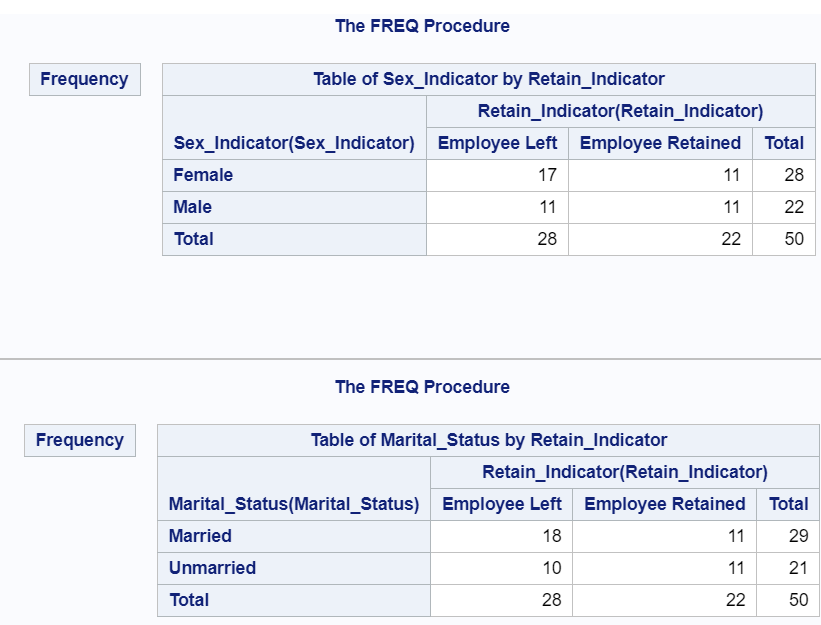 The FREQ Procedure
Frequency
Table of Sex_Indicator by Retain_Indicator
Retain_Indicator(Retain_Indicator)
Sex_Indicator(Sex_Indicator) Employee Left Employee Retained Total
Female 17 11 28
Male 11 11 22
Total 28 22 50
The FREQ Procedure
Frequency
Table of Marital_Status by Retain_Indicator
Retain_Indicator(Retain_Indicator)
Marital_Status(Marital_Status) Employee Left Employee Retained Total
Married 18 11 29
Unmarried 10 11 21
Total 28 22 50